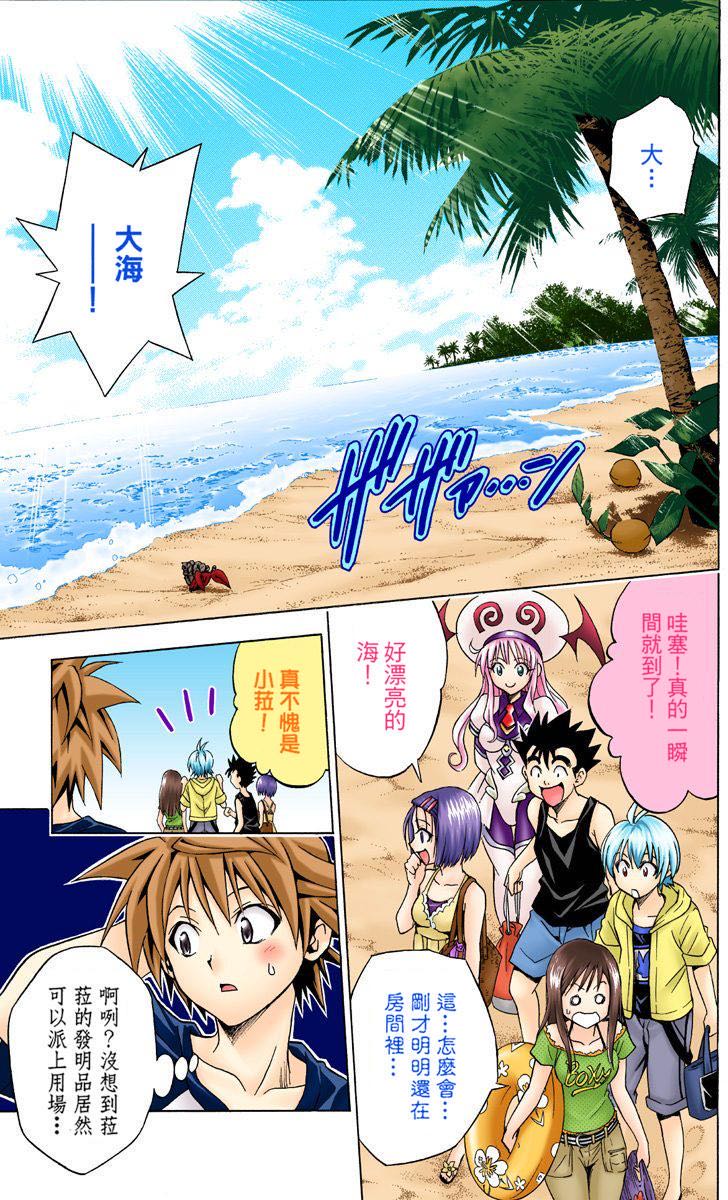 大…
大海
——！
ザザァ…ン
哇塞！真的一瞬
間就到了！
好漂亮的
海！
這…怎麼會…
剛才明明還在
房間裡…
真不愧是
小菈！
啊咧？沒想到菈
菈的發明品居然
可以派上用場…